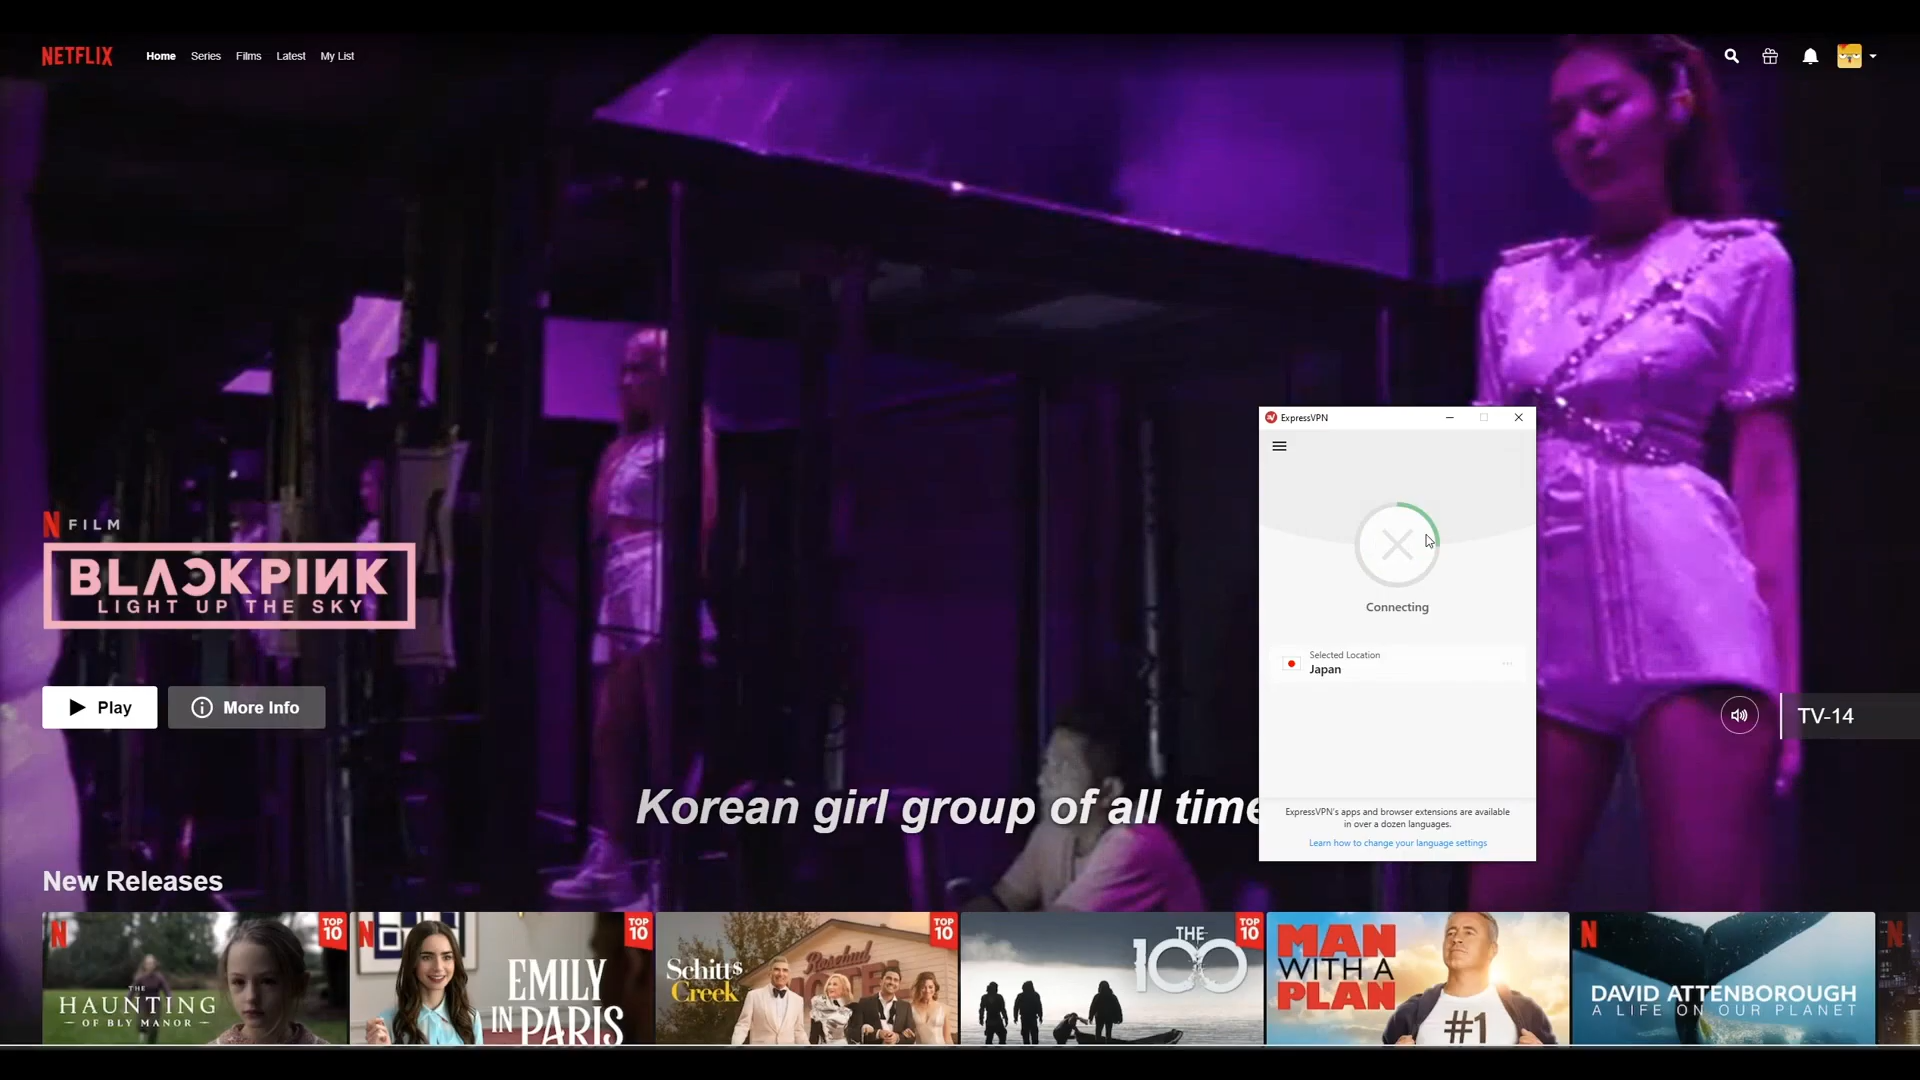 NETFLIX
Home Series Films Latest My List
ExpressVPN
Connecting
Selected Location
Japan
ExpressVPN's apps and browser extensions are available
in over a dozen languages.
Learn how to change your language settings
N FILM
BLACKPINK
LIGHT UP THE SKY
Play
More Info
TV-14
Korean girl group of all time
New Releases
N
THE
HAUNTING
OF BLY MANOR
TOP
10
N
EMILY
IN PARIS
TOP
10
Schitt$
Creek
Rosebud
TOP
10
THE
100
TOP
10
MAN
WITH A
PLAN
#1
N
DAVID ATTENBOROUGH
A LIFE ON OUR PLANET
N